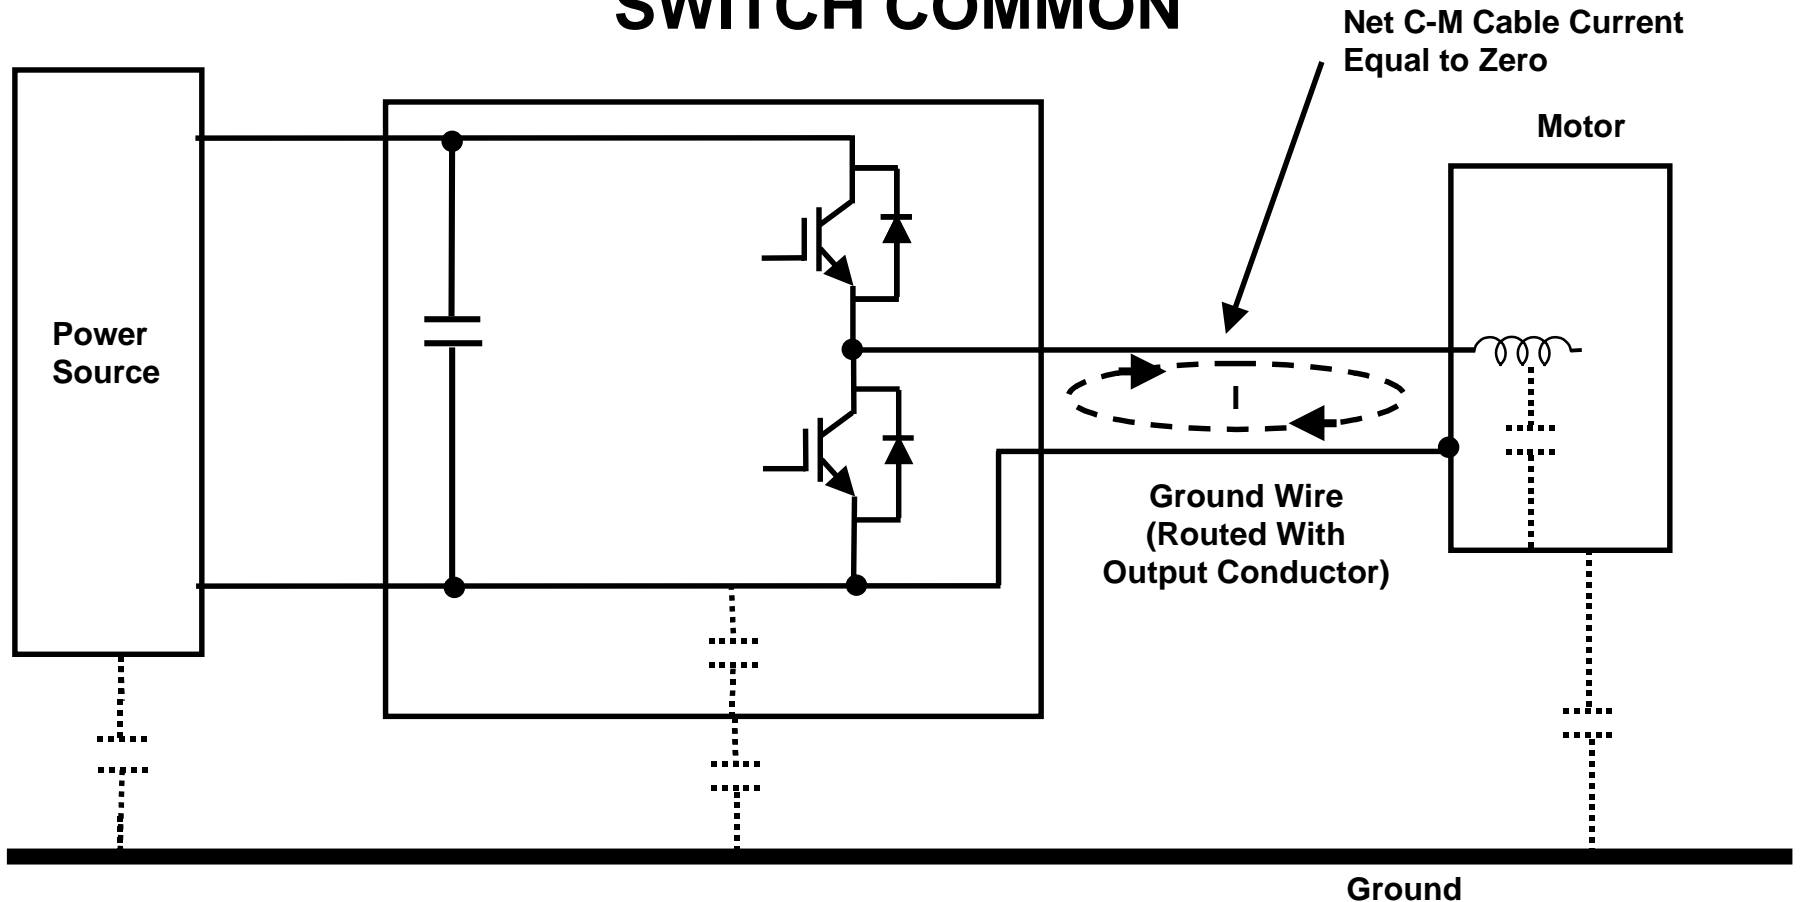 SWITCH COMMON
Net C-M Cable Current
Equal to Zero
Motor
Power
Source
I
Ground Wire
(Routed With
Output Conductor)
Ground